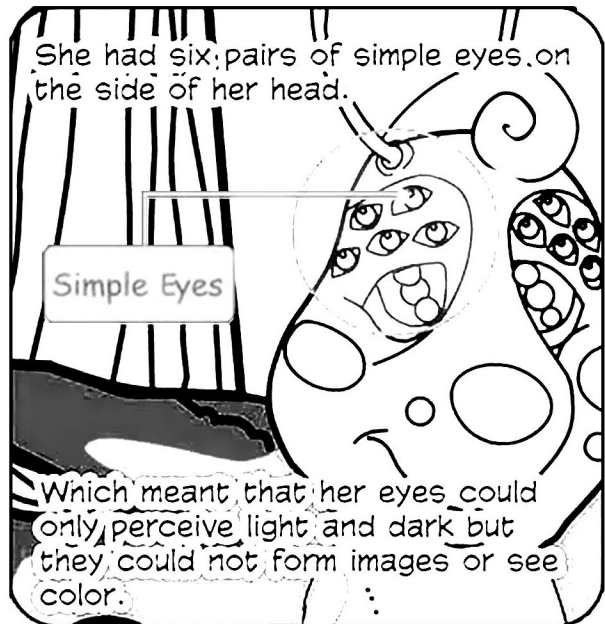 She had six pairs of simple eyes on
the side of her head.
Simple Eyes
Which meant that her eyes could
only perceive light and dark but
they could not form images or see
color.